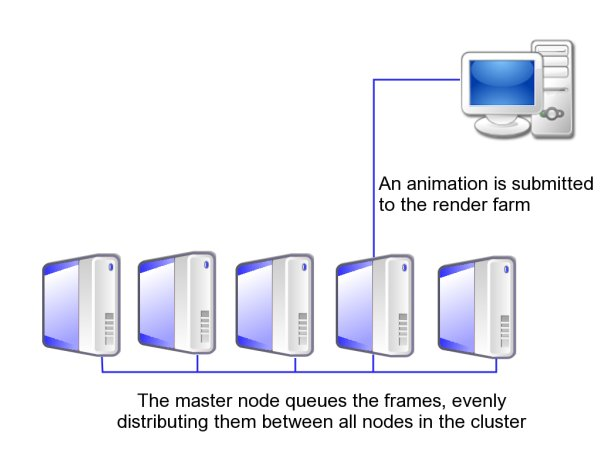 An animation is submitted
to the render farm
The master node queues the frames, evenly
distributing them between all nodes in the cluster